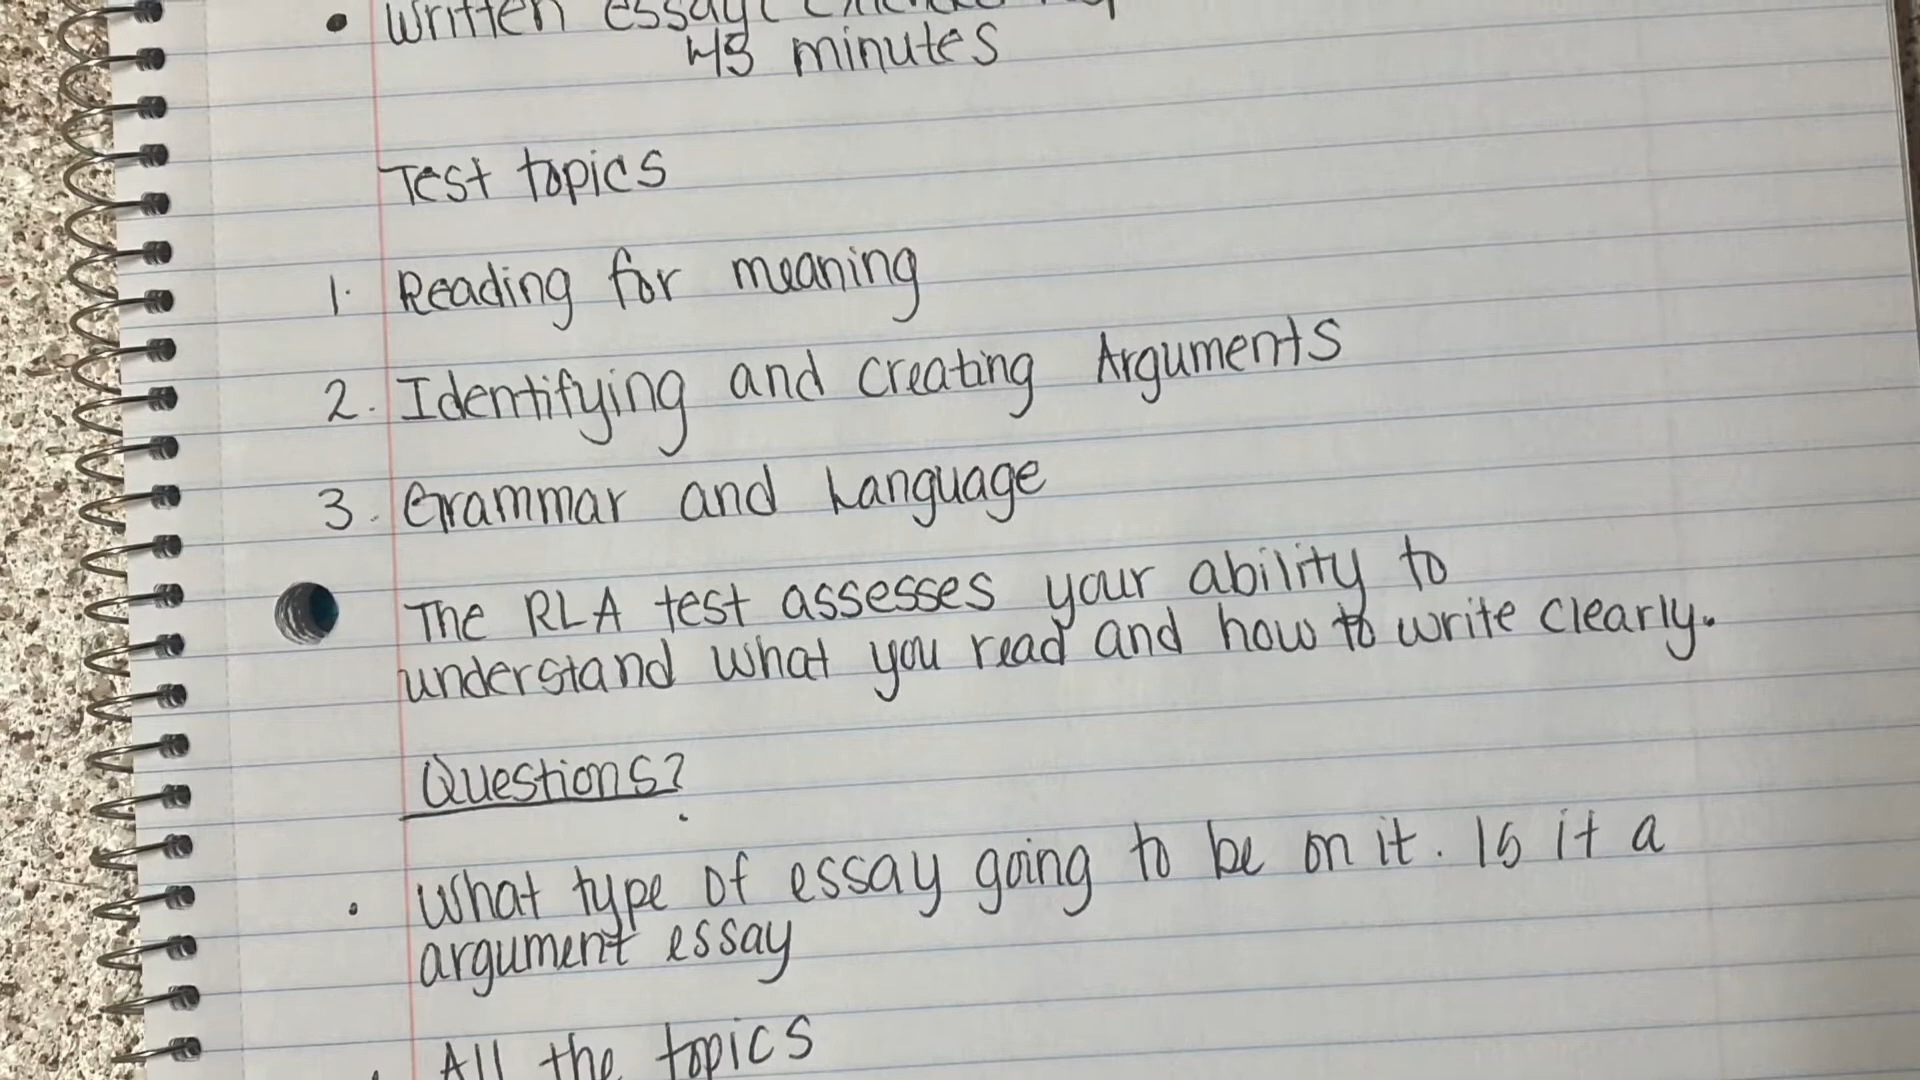 • Written essay
45 minutes
Test topics
1. Reading for meaning
2. Identifying and creating Arguments
3. Grammar and Language
The RLA test assesses your ability to
understand what you read and how to write clearly.
Questions?
• What type of essay going to be on it. Is it a
argument essay
• All the topics